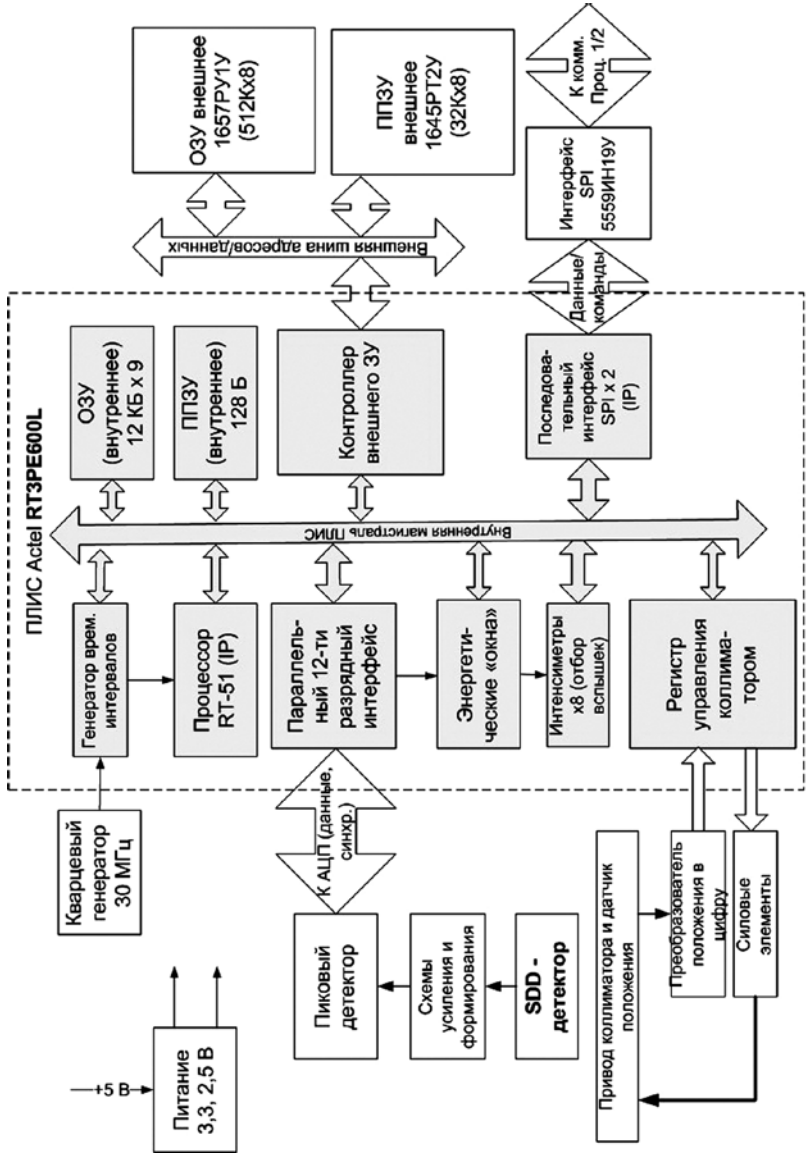 ПЛИС Actel RT3PE600L
+5 В
Питание
3,3, 2,5 В
Кварцевый
генератор
30 МГц
Генератор врем.
интервалов
Процессор
RT-51 (IP)
Параллель-
ный 12-ти
разрядный
интерфейс
Энергети-
ческие «окна»
Интенсиметры
x8 (отбор
вспышек)
Регистр
управления
коллима-
тором
Внутренняя магистраль ПЛИС
ОЗУ
(внутреннее)
12 КБ x 9
ППЗУ
(внутреннее)
128 Б
Контроллер
внешнего ЗУ
Последова-
тельный
интерфейс
SPI x 2
(IP)
Внешняя шина адресов/данных
ОЗУ внешнее
1657РУ1У
(512Кx8)
ППЗУ
внешнее
1645РТ2У
(32Кx8)
Данные/
команды
Интерфейс
SPI
5559ИН19У
К комм.
Проц. 1/2
К АЦП (данные,
синхр.)
Пиковый
детектор
Схемы
усиления и
формирования
SDD -
детектор
Привод коллиматора и датчик
положения
Преобразователь
положения в
цифру
Силовые
элементы